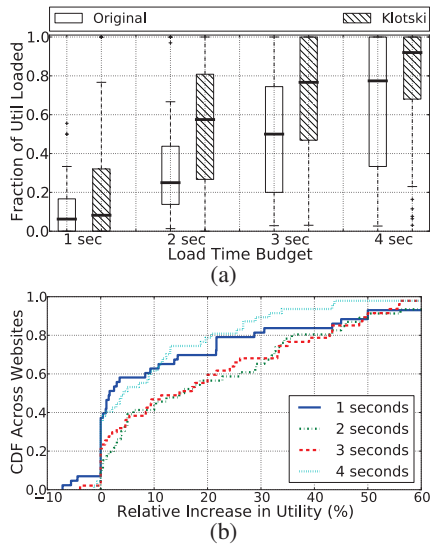 Original Klotski
1.0
0.8
0.6
0.4
0.2
0.0
Fraction of Util Loaded
1 sec 2 sec 3 sec 4 sec
Load Time Budget
(a)
1.0
0.8
0.6
0.4
0.2
0.0
CDF Across Websites
1 seconds
2 seconds
3 seconds
4 seconds
−10 0 10 20 30 40 50 60
Relative Increase in Utility (%)
(b)